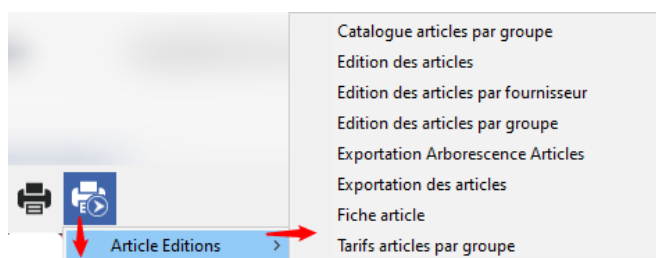 Catalogue articles par groupe
Edition des articles
Edition des articles par fournisseur
Edition des articles par groupe
Exportation Arborescence Articles
Exportation des articles
Fiche article
Tarifs articles par groupe
E
Article Editions